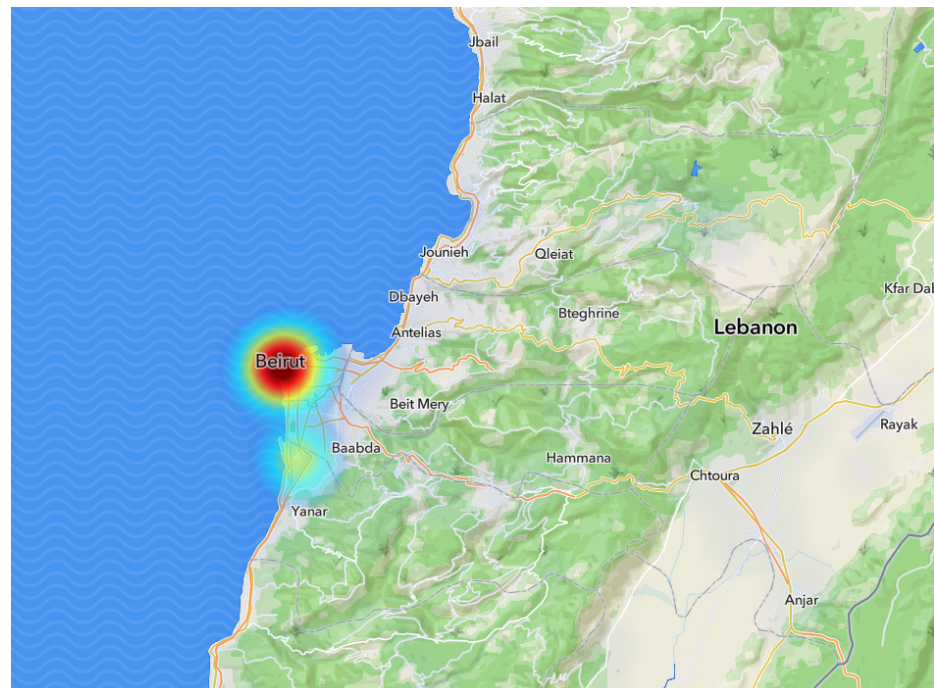 Jbail
Halat
Jounieh
Qleiat
Dbayeh
Kfar Dab
Bteghrine
Antelias
Lebanon
Beirut
Beit Mery
Zahlé
Rayak
Baabda
Hammana
Chtoura
Yanar
Anjar